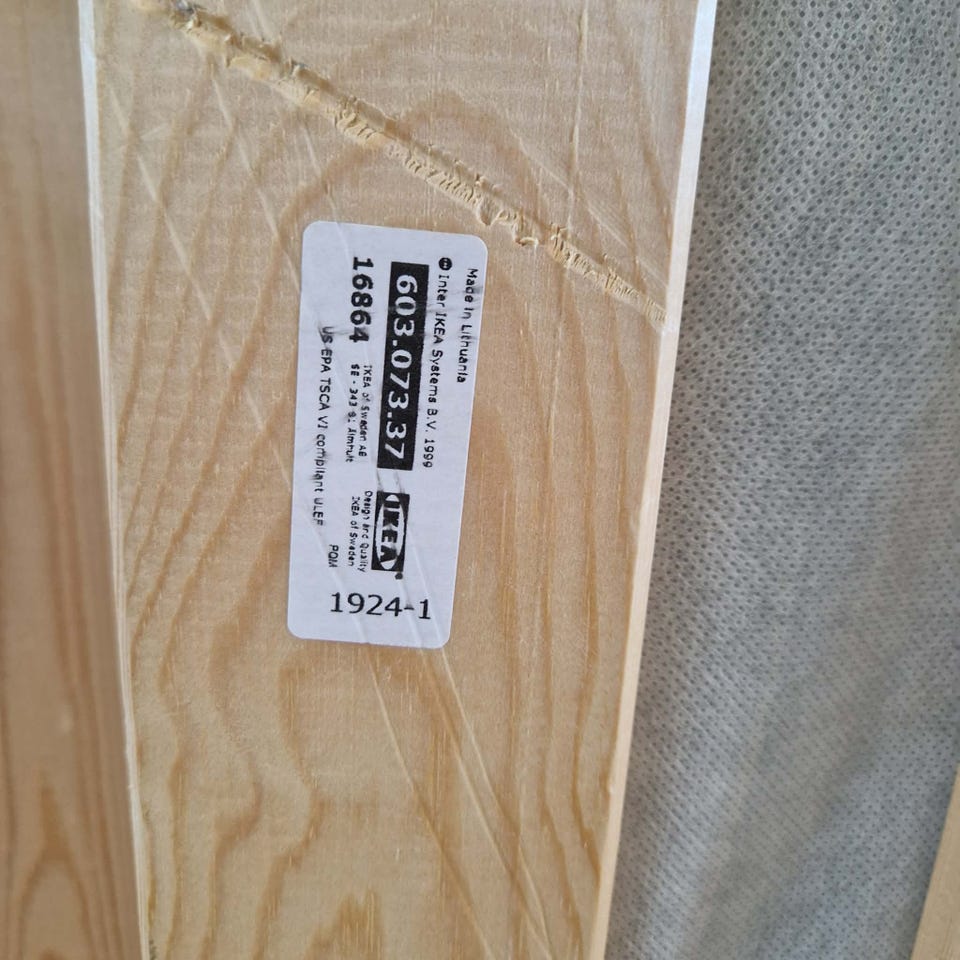 Made in Lithuania
© Inter IKEA Systems B.V. 1999
603.073.37
IKEA®
16864
IKEA of Sweden AB
SE - 343 81 Älmhult
Design and Quality
IKEA of Sweden
US EPA TSCA VI compliant ULEF
PQM
1924-1